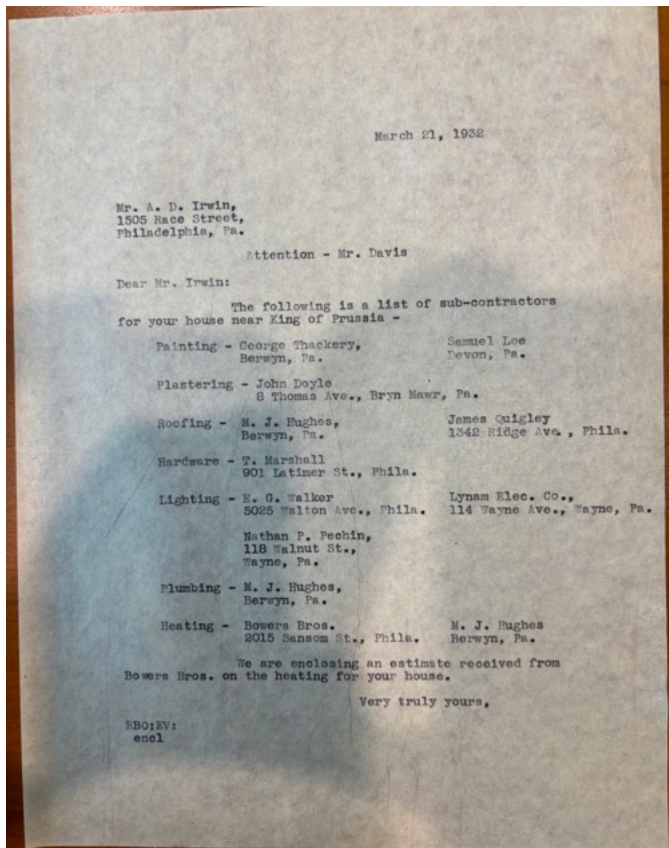 March 21, 1932
Mr. A. D. Irwin,
1505 Race Street,
Philadelphia, Pa.
Attention - Mr. Davis
Dear Mr. Irwin:
The following is a list of sub-contractors
for your house near King of Prussia -
Painting - George Thackery, Samuel Lee
Berwyn, Pa. Devon, Pa.
Plastering - John Doyle
8 Thomas Ave., Bryn Mawr, Pa.
Roofing - M. J. Hughes, James Quigley
Berwyn, Pa. 1342 Ridge Ave., Phila.
Hardware - T. Marshall
901 Latimer St., Phila.
Lighting - E. G. Walker Lynam Elec. Co.,
5025 Walton Ave., Phila. 114 Wayne Ave., Wayne, Pa.
Nathan P. Pechin,
118 Walnut St.,
Wayne, Pa.
Plumbing - M. J. Hughes,
Berwyn, Pa.
Heating - Bowers Bros. M. J. Hughes
2015 Sansom St., Phila. Berwyn, Pa.
We are enclosing an estimate received from
Bowers Bros. on the heating for your house.
Very truly yours,
RBO:EV:
encl